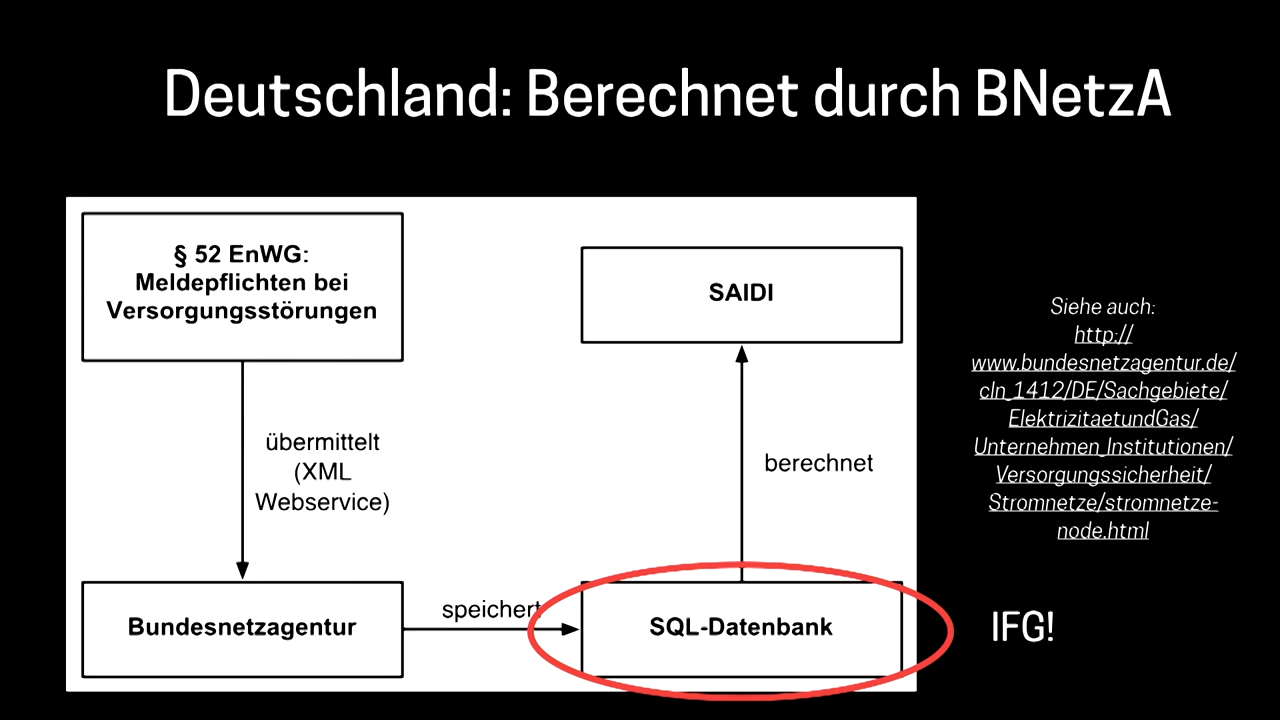 Deutschland: Berechnet durch BNetzA
§ 52 EnWG:
Meldepflichten bei
Versorgungsstörungen
SAIDI
übermittelt
(XML
Webservice)
berechnet
Bundesnetzagentur
speichert
SQL-Datenbank
Siehe auch:
http://
www.bundesnetzagentur.de/
cln_1412/DE/Sachgebiete/
ElektrizitaetundGas/
Unternehmen_Institutionen/
Versorgungssicherheit/
Stromnetze/stromnetze-
node.html
IFG!